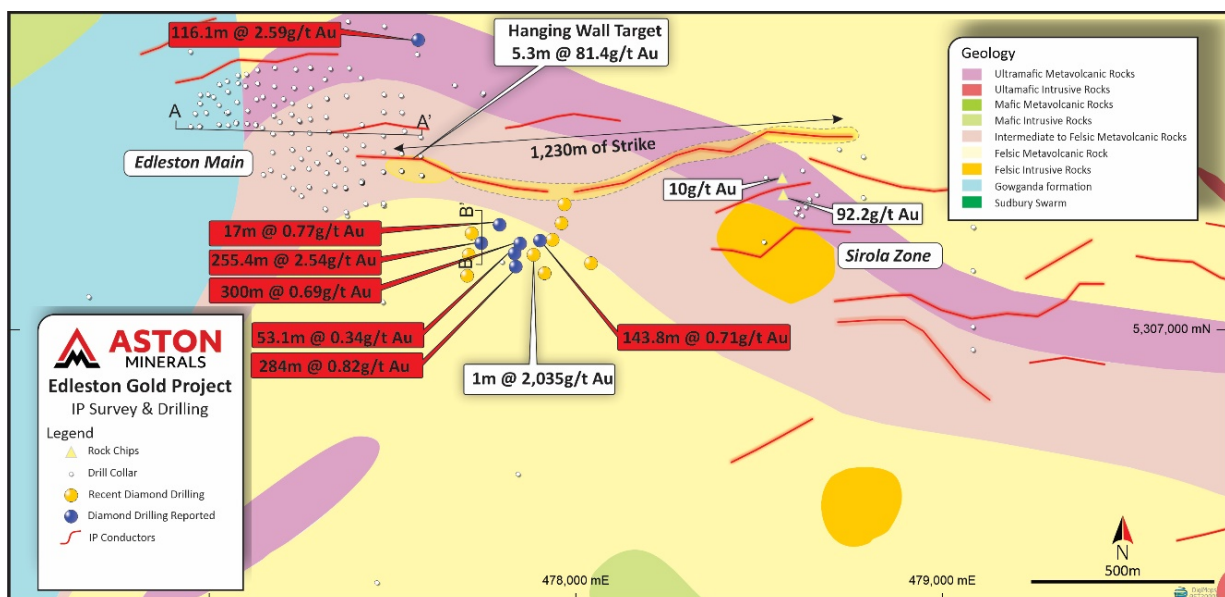 116.1m @ 2.59g/t Au
Hanging Wall Target
5.3m @ 81.4g/t Au
A
A'
Edleston Main
1,230m of Strike
10g/t Au
92.2g/t Au
Sirola Zone
B'
B
17m @ 0.77g/t Au
255.4m @ 2.54g/t Au
300m @ 0.69g/t Au
53.1m @ 0.34g/t Au
284m @ 0.82g/t Au
143.8m @ 0.71g/t Au
1m @ 2,035g/t Au
Geology
Ultramafic Metavolcanic Rocks
Ultamafic Intrusive Rocks
Mafic Metavolcanic Rocks
Mafic Intrusive Rocks
Intermediate to Felsic Metavolcanic Rocks
Felsic Metavolcanic Rock
Felsic Intrusive Rocks
Gowganda formation
Sudbury Swarm
5,307,000 mN
ASTON
MINERALS
Edleston Gold Project
IP Survey & Drilling
Legend
Rock Chips
Drill Collar
Recent Diamond Drilling
Diamond Drilling Reported
IP Conductors
478,000 mE
479,000 mE
N
500m